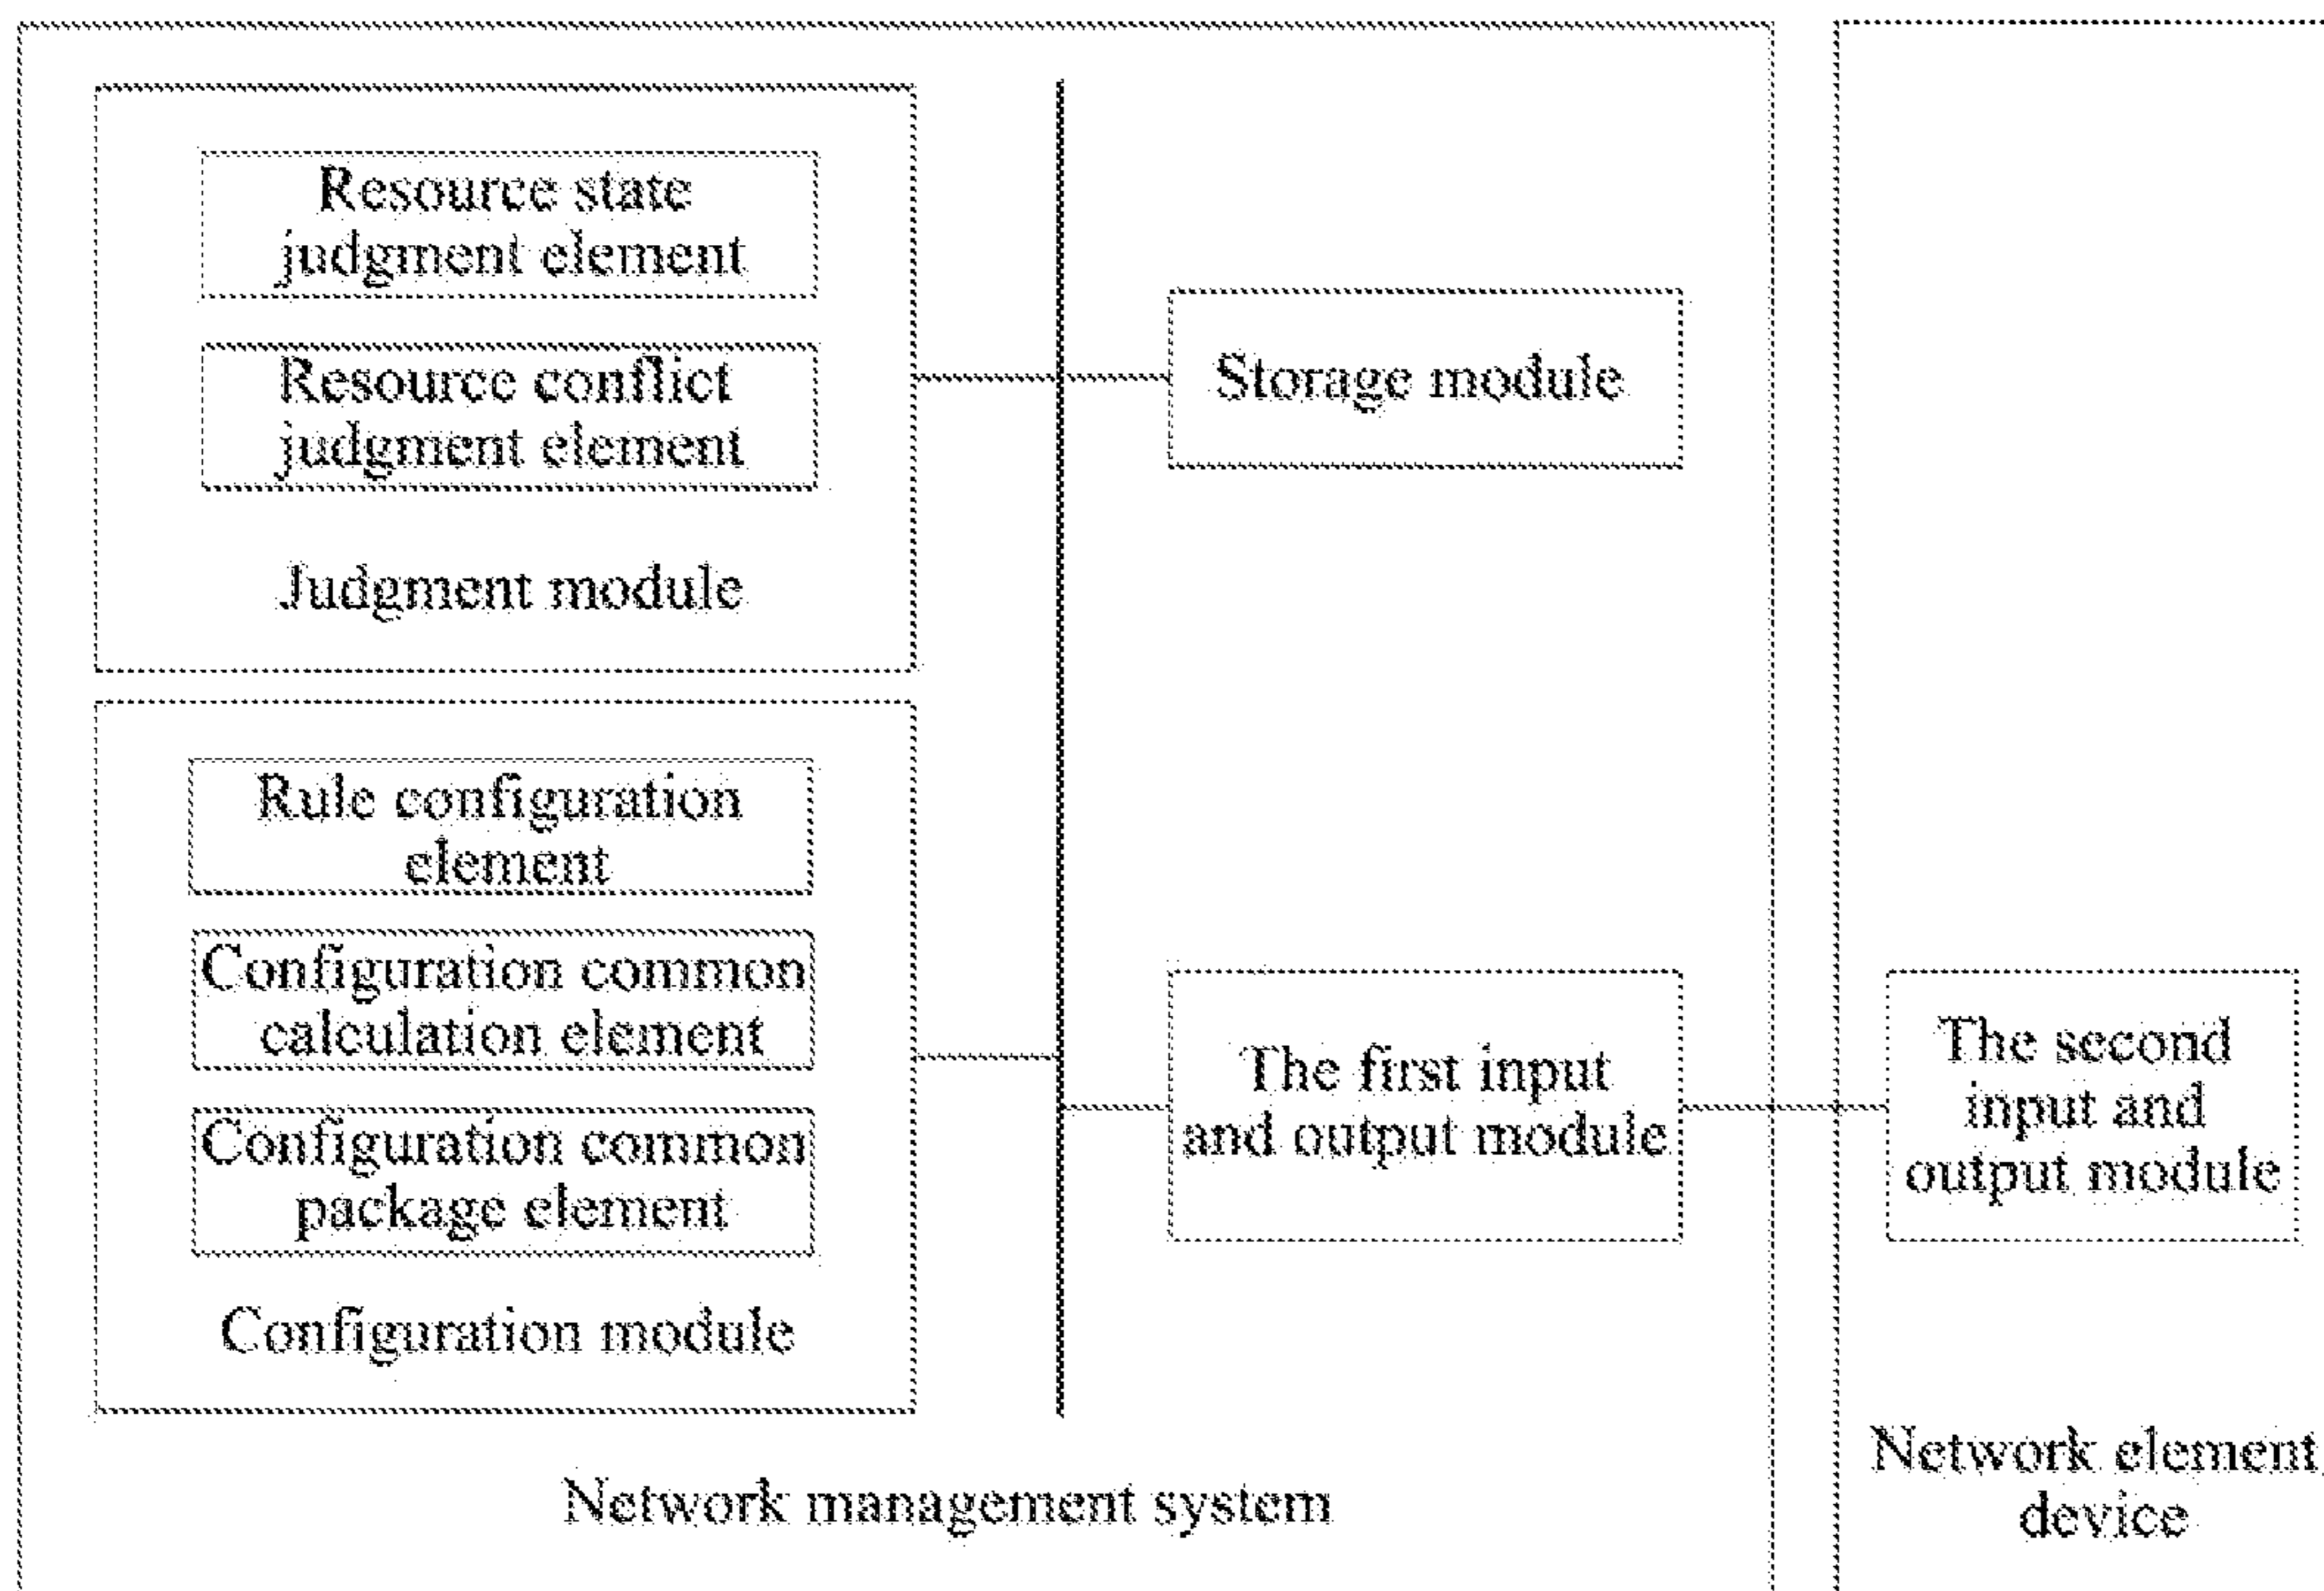 Resource state
judgment element
Resource conflict
judgment element
Judgment module
Rule configuration
element
Configuration common
calculation element
Configuration common
package element
Configuration module
Storage module
The first input
and output module
Network management system
The second
input and
output module
Network element
device